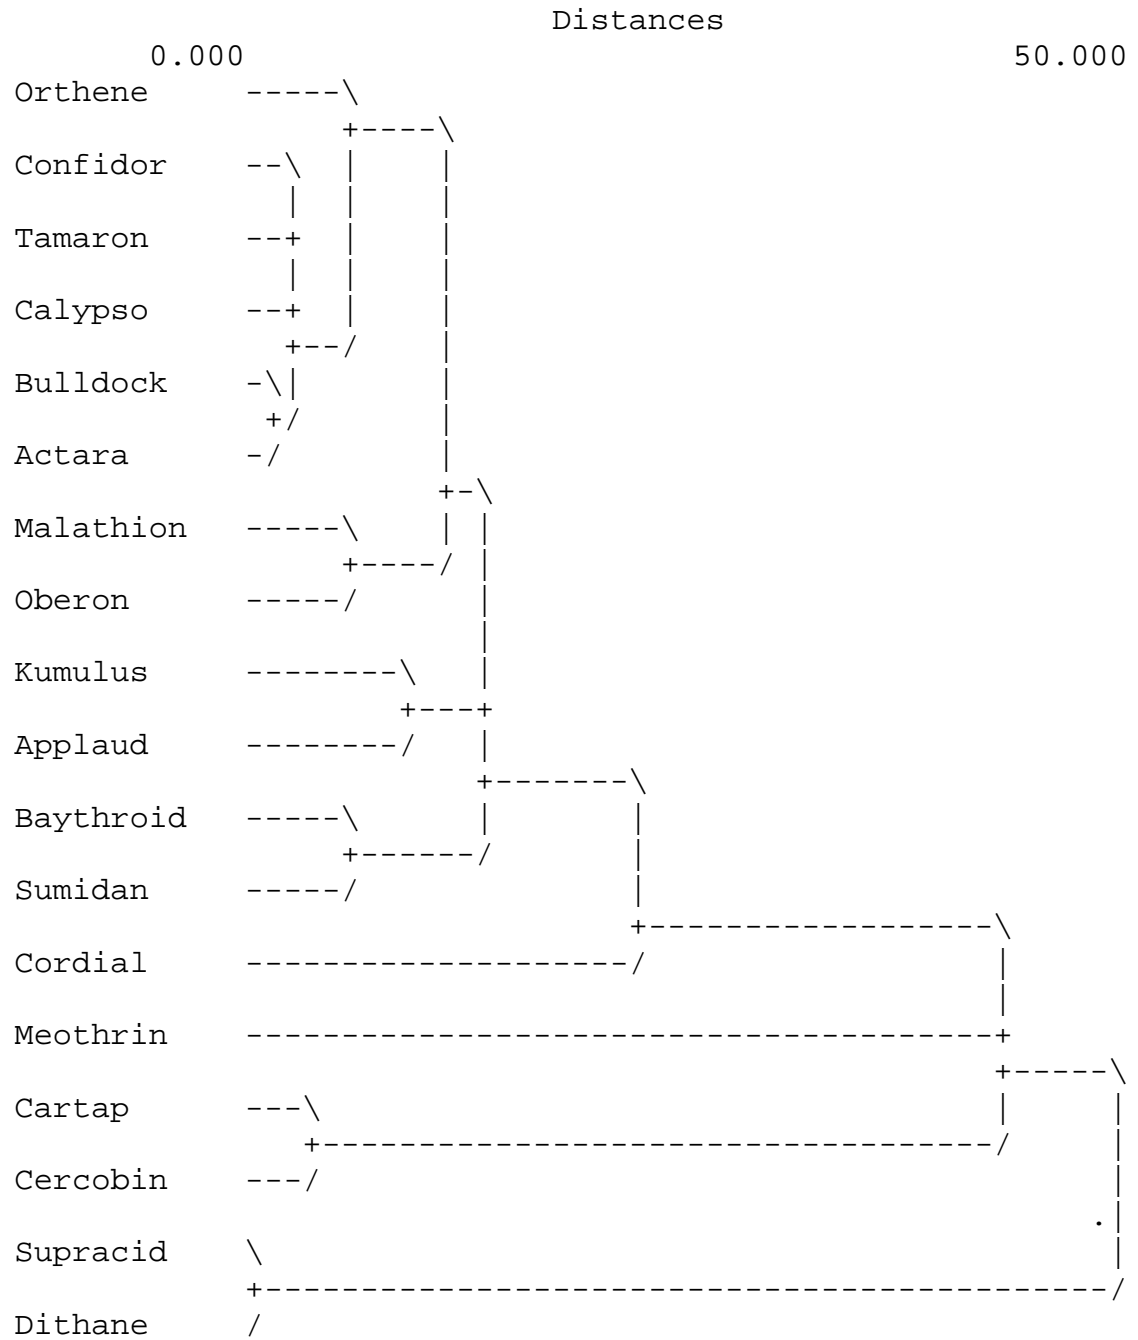 Distances
0.000 50.000
Orthene
Confidor
Tamaron
Calypso
Bulldock
Actara
Malathion
Oberon
Kumulus
Applaud
Baythroid
Sumidan
Cordial
Meothrin
Cartap
Cercobin
Supracid
Dithane